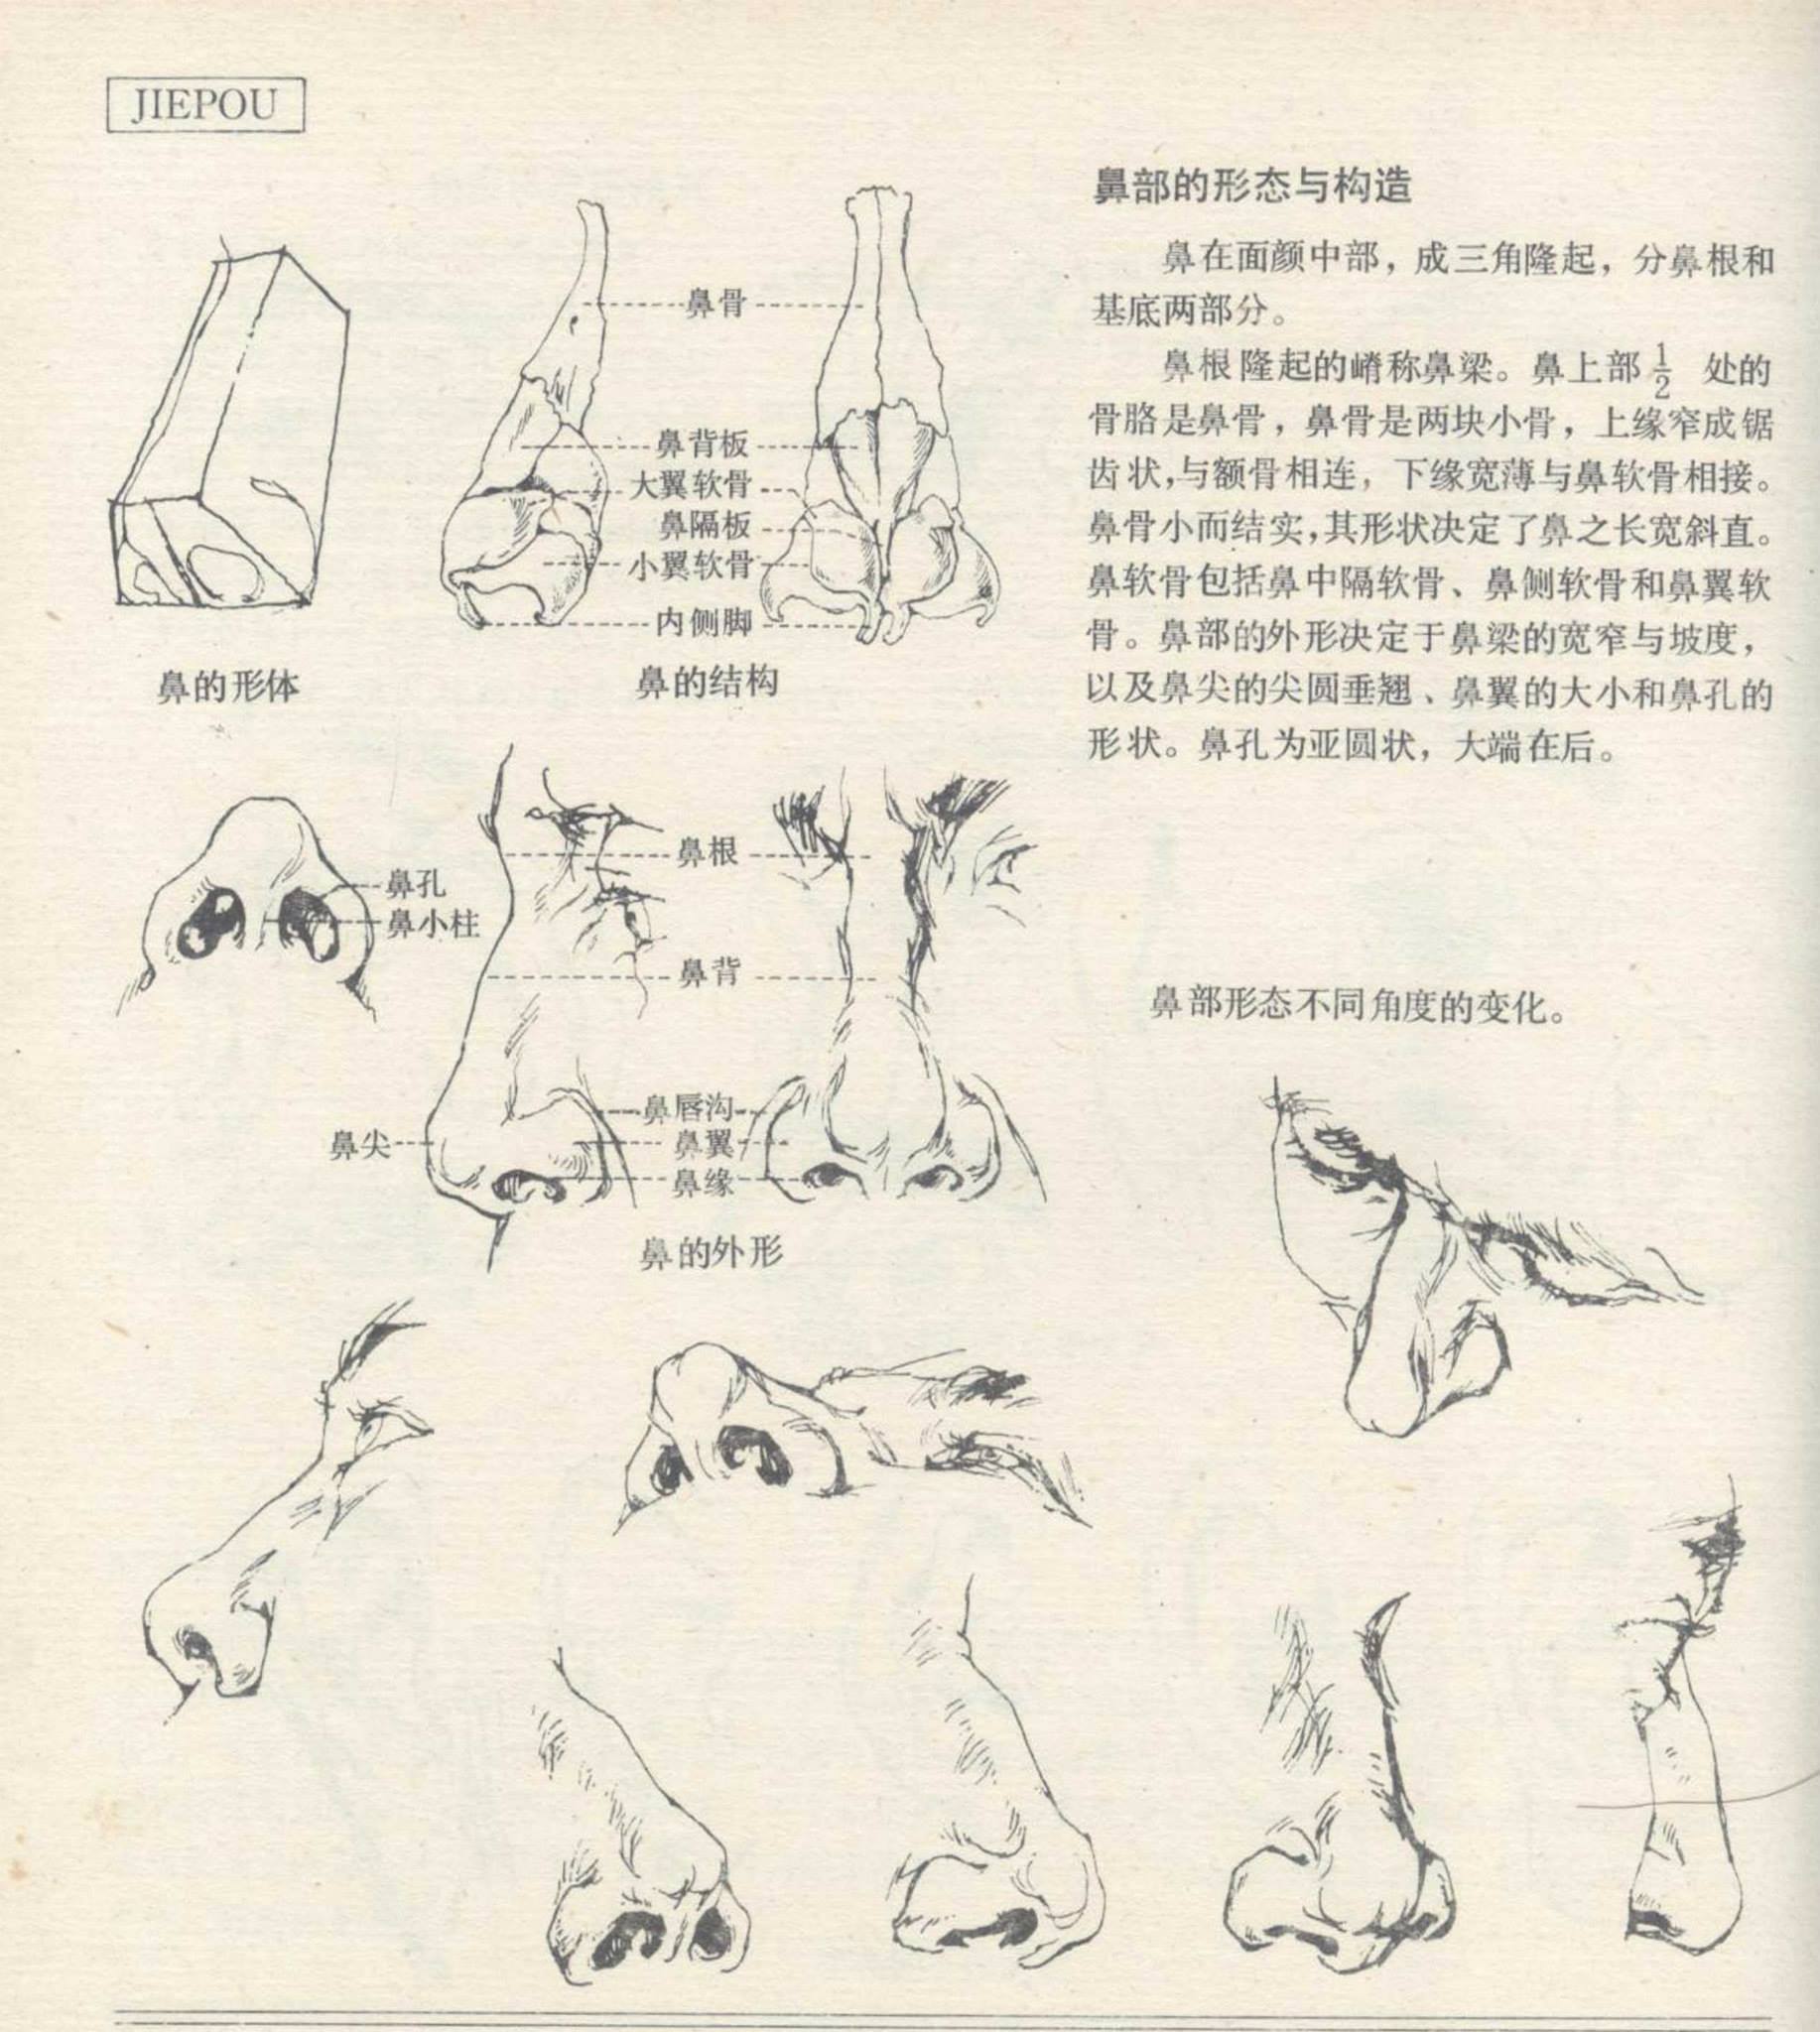 JIEPOU
鼻部的形态与构造
鼻在面颜中部，成三角隆起，分鼻根和
基底两部分。
鼻根隆起的嵴称鼻梁。鼻上部1/2 处的
骨胳是鼻骨，鼻骨是两块小骨，上缘窄成锯
齿状,与额骨相连，下缘宽薄与鼻软骨相接。
鼻骨小而结实,其形状决定了鼻之长宽斜直。
鼻软骨包括鼻中隔软骨、鼻侧软骨和鼻翼软
骨。鼻部的外形决定于鼻梁的宽窄与坡度，
以及鼻尖的尖圆垂翘、鼻翼的大小和鼻孔的
形状。鼻孔为亚圆状，大端在后。
鼻骨
鼻背板
大翼软骨
鼻隔板
小翼软骨
内侧脚
鼻的形体
鼻的结构
鼻孔
鼻小柱
鼻根
鼻背
鼻唇沟
鼻尖
鼻翼
鼻缘
鼻的外形
鼻部形态不同角度的变化。